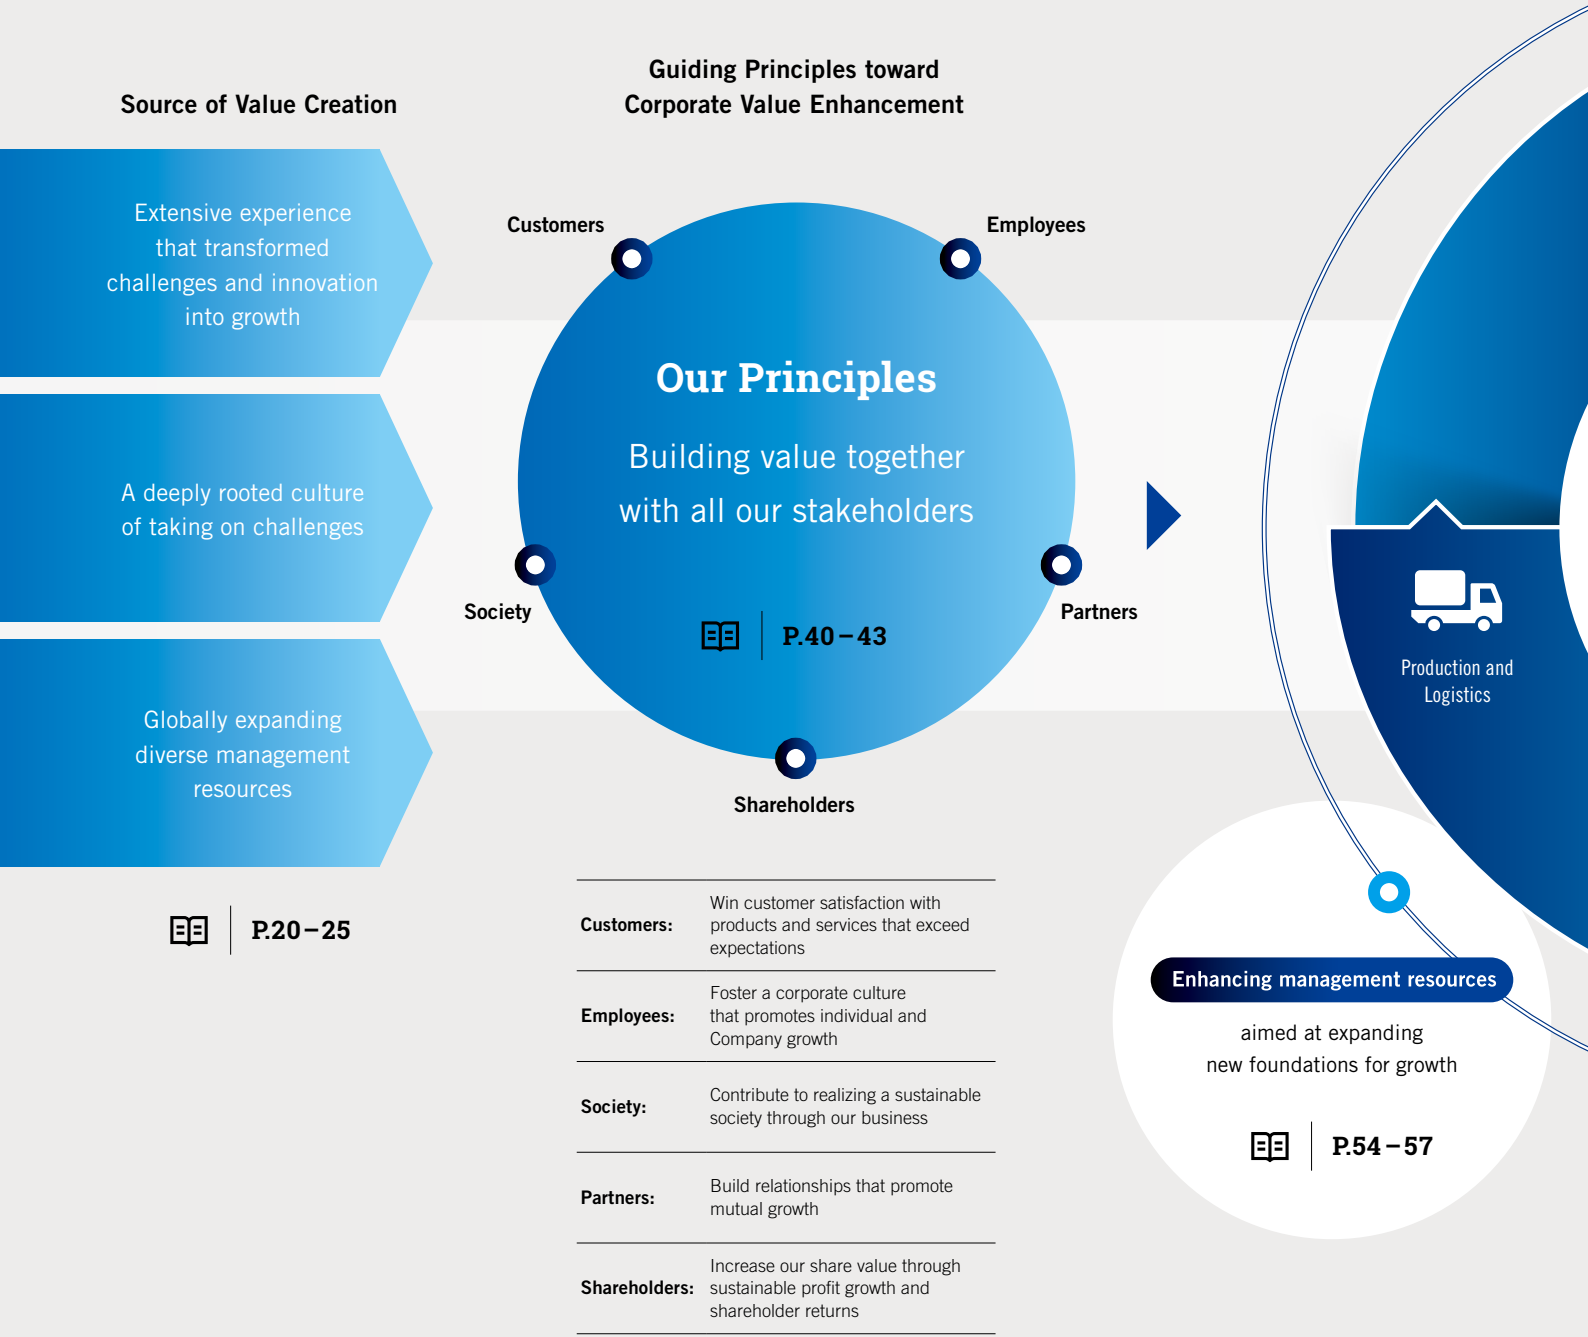 Source of Value Creation
Extensive experience
that transformed
challenges and innovation
into growth
A deeply rooted culture
of taking on challenges
Globally expanding
diverse management
resources
P.20–25
Guiding Principles toward
Corporate Value Enhancement
Customers
Employees
Our Principles
Building value together
with all our stakeholders
Society
Partners
P.40–43
Shareholders
Customers:
Win customer satisfaction with
products and services that exceed
expectations
Employees:
Foster a corporate culture
that promotes individual and
Company growth
Society:
Contribute to realizing a sustainable
society through our business
Partners:
Build relationships that promote
mutual growth
Shareholders:
Increase our share value through
sustainable profit growth and
shareholder returns
Production and
Logistics
Enhancing management resources
aimed at expanding
new foundations for growth
P.54–57